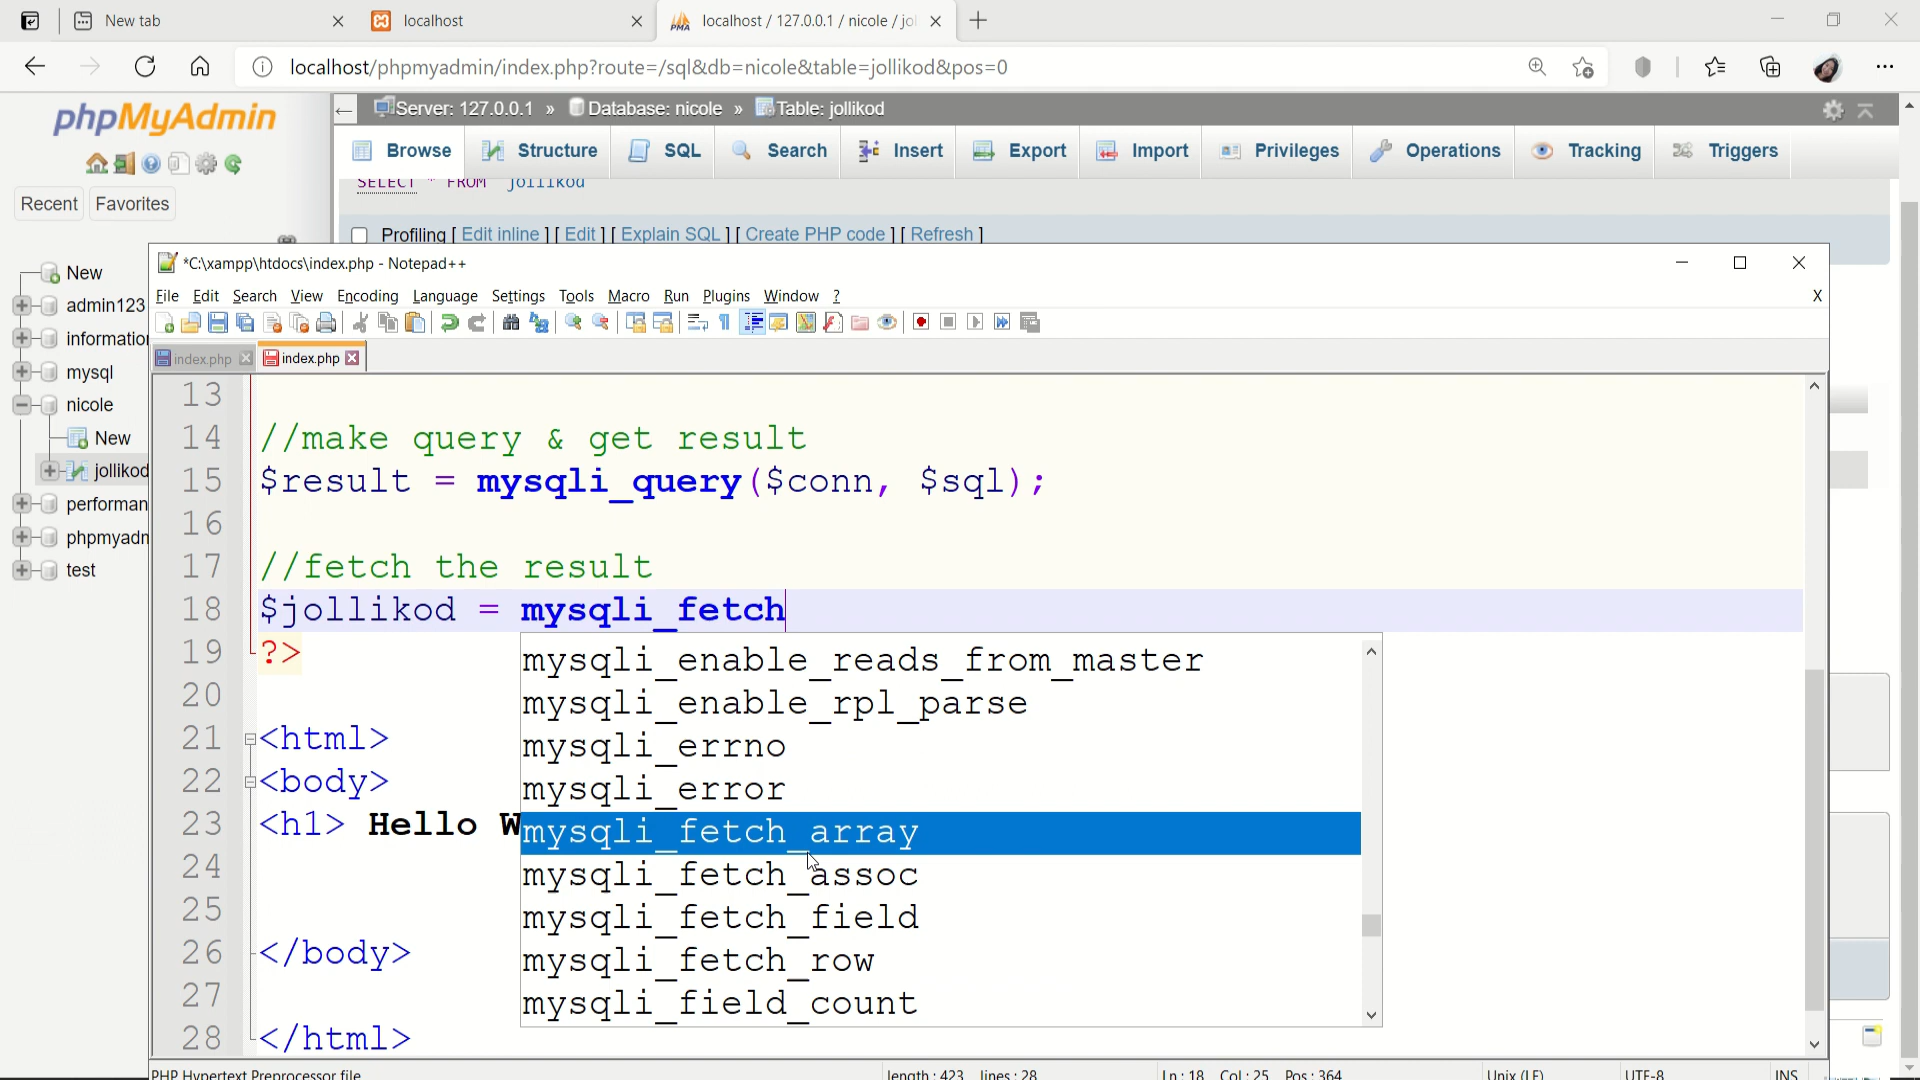 New tab
localhost
localhost / 127.0.0.1 / nicole / jol
localhost/phpmyadmin/index.php?route=/sql&db=nicole&table=jollikod&pos=0
phpMyAdmin
Recent Favorites
Server: 127.0.0.1 » Database: nicole » Table: jollikod
Browse Structure SQL Search Insert Export Import Privileges Operations Tracking Triggers
SELECT * FROM `jollikod`
Profiling [ Edit inline ] [ Edit ] [ Explain SQL ] [ Create PHP code ] [ Refresh ]
New
admin123
information
mysql
nicole
New
jollikod
performan
phpmyadn
test
*C:\xampp\htdocs\index.php - Notepad++
File Edit Search View Encoding Language Settings Tools Macro Run Plugins Window ? X
index.php index.php
13
14 //make query & get result
15 $result = mysqli_query($conn, $sql);
16
17 //fetch the result
18 $jollikod = mysqli_fetch
19 ?>
20
21 <html>
22 <body>
23 <h1> Hello W
24
25
26 </body>
27
28 </html>
mysqli_enable_reads_from_master
mysqli_enable_rpl_parse
mysqli_errno
mysqli_error
mysqli_fetch_array
mysqli_fetch_assoc
mysqli_fetch_field
mysqli_fetch_row
mysqli_field_count
PHP Hypertext Preprocessor file length : 423 lines : 28 Ln : 18 Col : 25 Pos : 364 Unix (LF) UTF-8 INS